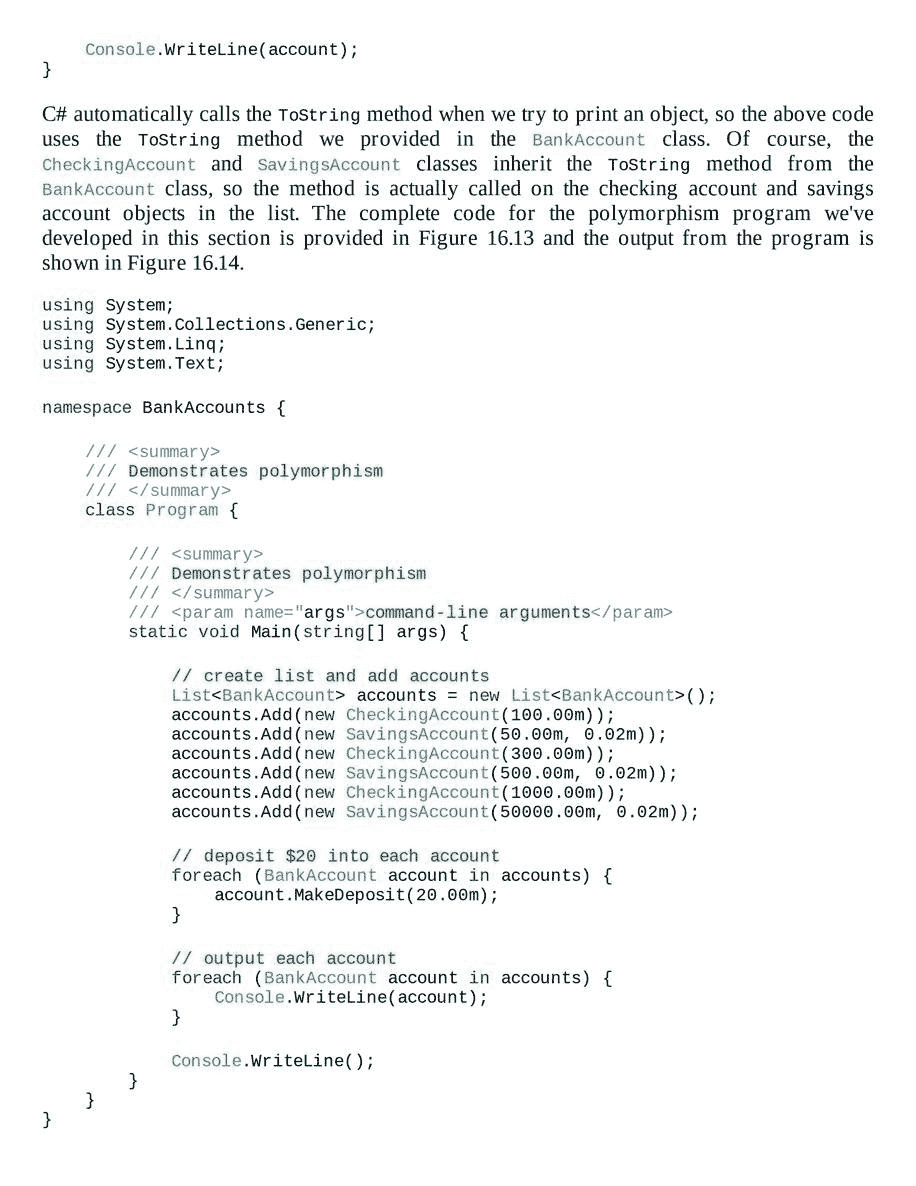 Console.WriteLine(account);
}
C# automatically calls the ToString method when we try to print an object, so the above code
uses the ToString method we provided in the BankAccount class. Of course, the
CheckingAccount and SavingsAccount classes inherit the ToString method from the
BankAccount class, so the method is actually called on the checking account and savings
account objects in the list. The complete code for the polymorphism program we've
developed in this section is provided in Figure 16.13 and the output from the program is
shown in Figure 16.14.
using System;
using System.Collections.Generic;
using System.Linq;
using System.Text;
namespace BankAccounts {
/// <summary>
/// Demonstrates polymorphism
/// </summary>
class Program {
/// <summary>
/// Demonstrates polymorphism
/// </summary>
/// <param name="args">command-line arguments</param>
static void Main(string[] args) {
// create list and add accounts
List<BankAccount> accounts = new List<BankAccount>();
accounts.Add(new CheckingAccount(100.00m));
accounts.Add(new SavingsAccount(50.00m, 0.02m));
accounts.Add(new CheckingAccount(300.00m));
accounts.Add(new SavingsAccount(500.00m, 0.02m));
accounts.Add(new CheckingAccount(1000.00m));
accounts.Add(new SavingsAccount(50000.00m, 0.02m));
// deposit $20 into each account
foreach (BankAccount account in accounts) {
account.MakeDeposit(20.00m);
}
// output each account
foreach (BankAccount account in accounts) {
Console.WriteLine(account);
}
Console.WriteLine();
}
}
}